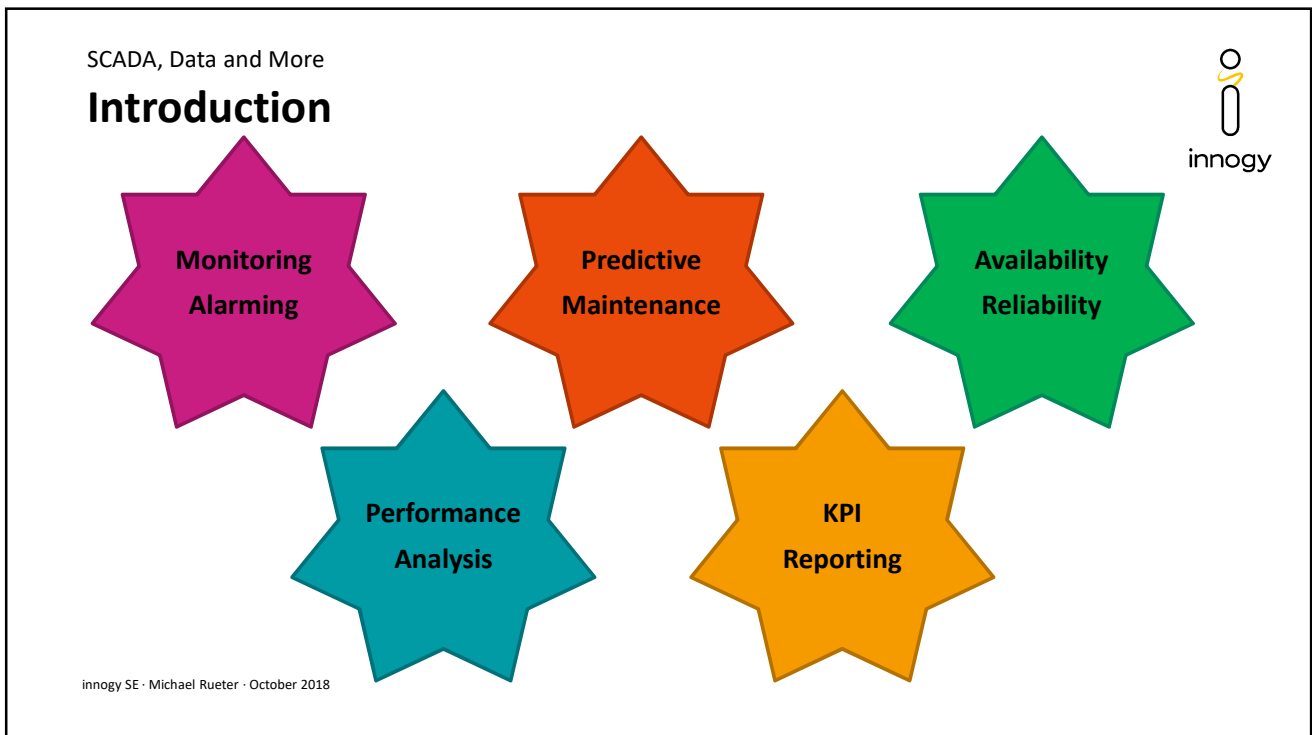 SCADA, Data and More
Introduction
innogy
Monitoring
Alarming
Predictive
Maintenance
Availability
Reliability
Performance
Analysis
KPI
Reporting
innogy SE · Michael Rueter · October 2018